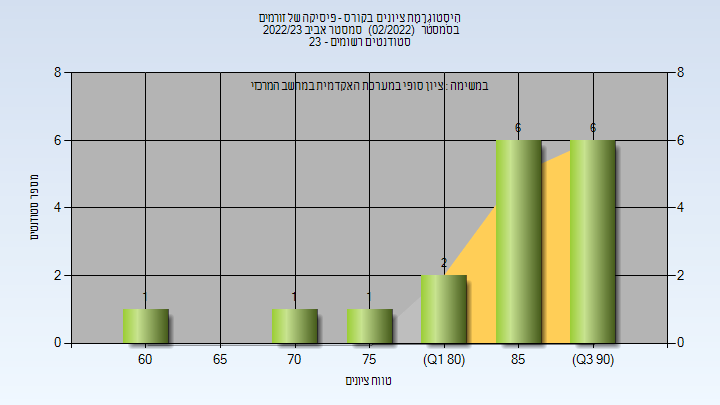 היסטוגרמת ציונים בקורס - פיסיקה של זורמים
בסמסטר (02/2022) סמסטר אביב 2022/23
סטודנטים רשומים - 23
במשימה : ציון סופי במערכת האקדמית במחשב המרכזי
מספר סטודנטים
8 8
6 6
4 4
2 2
0 0
1 1 1 2 6 6
60 65 70 75 (Q1 80) 85 (Q3 90)
טווח ציונים